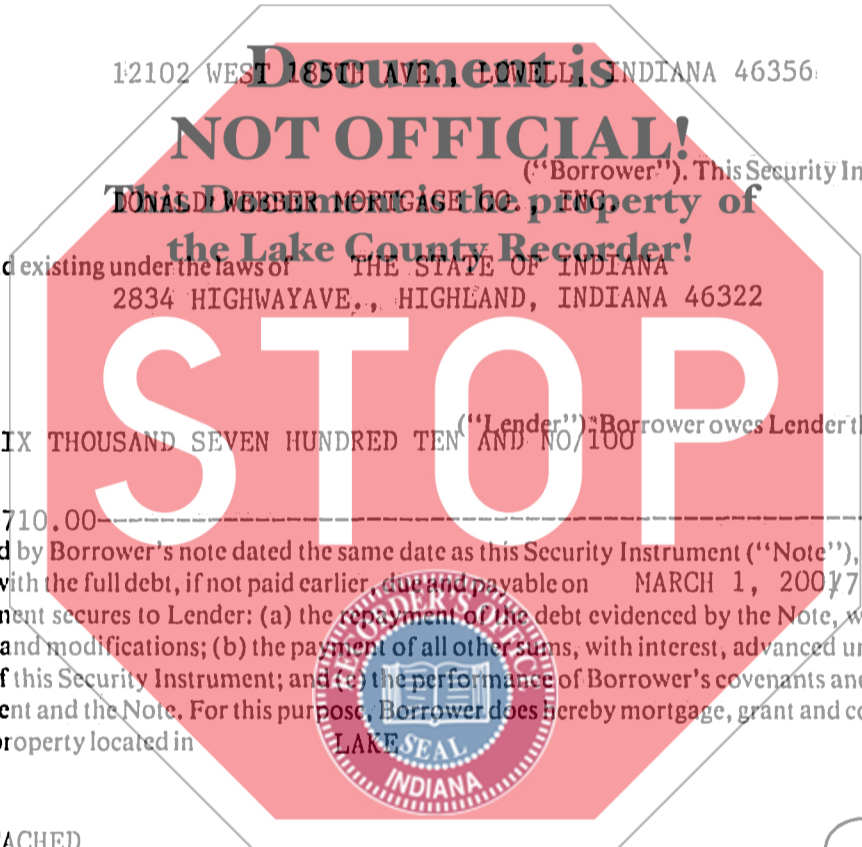 12102 WEST 185TH AVE., LOWELL, INDIANA 46356
Document is
NOT OFFICIAL!
("Borrower"). This Security In
This Document is the property of
DONALD WEBBER MORTGAGE CO., INC.
the Lake County Recorder!
d existing under the laws of THE STATE OF INDIANA
2834 HIGHWAYAVE., HIGHLAND, INDIANA 46322
STOP
("Lender"). Borrower owes Lender th
IX THOUSAND SEVEN HUNDRED TEN AND NO/100
710.00
d by Borrower's note dated the same date as this Security Instrument ("Note"),
with the full debt, if not paid earlier, due and payable on MARCH 1, 2007
ment secures to Lender: (a) the repayment of the debt evidenced by the Note, w
and modifications; (b) the payment of all other sums, with interest, advanced un
f this Security Instrument; and (c) the performance of Borrower's covenants and
ent and the Note. For this purpose, Borrower does hereby mortgage, grant and co
property located in LAKE
RECORDER'S OFFICE
SEAL
INDIANA
TACHED